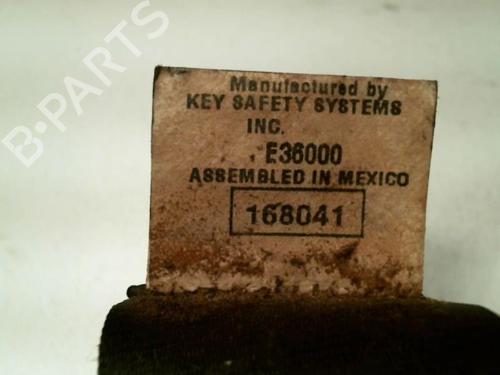 B-PARTS
Manufactured by
KEY SAFETY SYSTEMS
INC.
E36000
ASSEMBLED IN MEXICO
168041